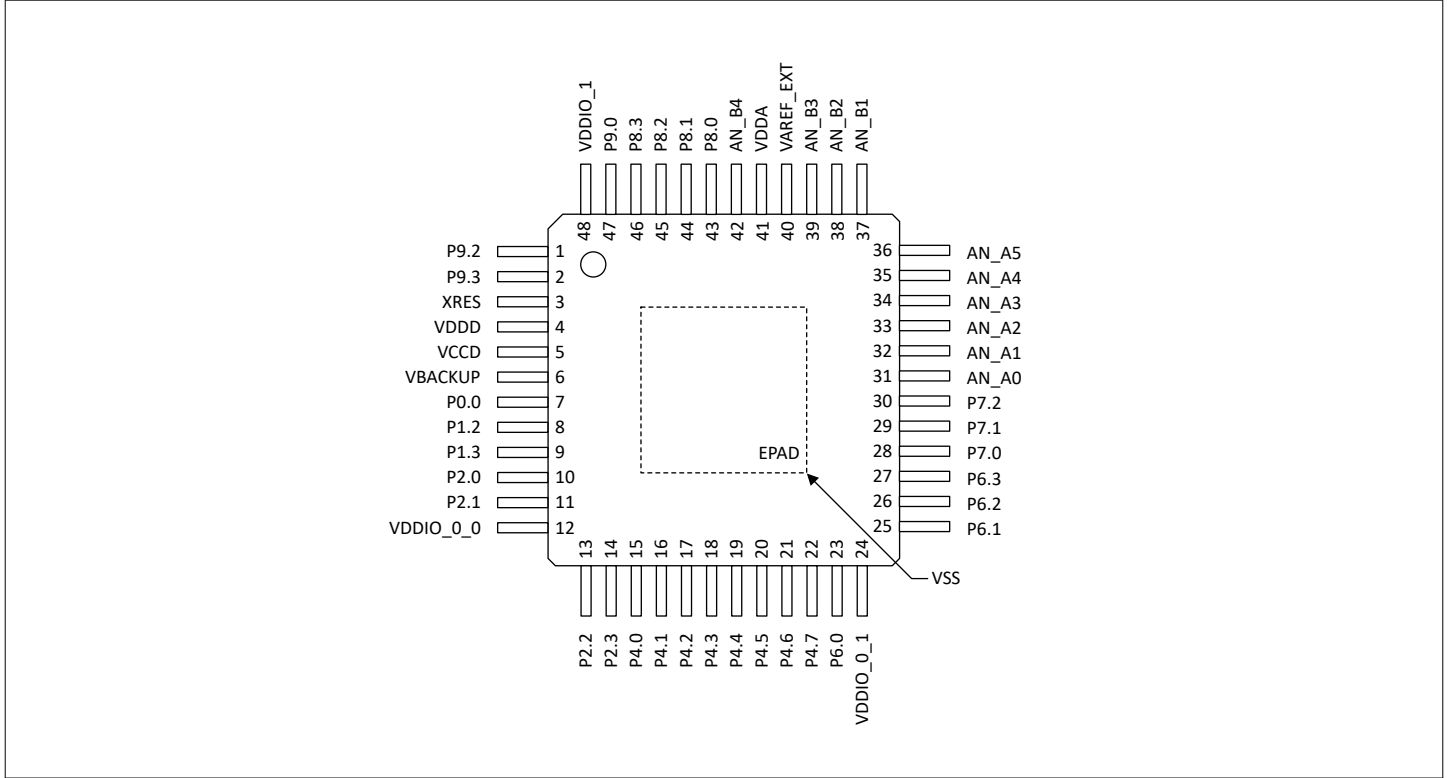 VDDIO_1
P9.0
P8.3
P8.2
P8.1
P8.0
AN_B4
VDDA
VAREF_EXT
AN_B3
AN_B2
AN_B1
48
47
46
45
44
43
42
41
40
39
38
37
P9.2 1
P9.3 2
XRES 3
VDDD 4
VCCD 5
VBACKUP 6
P0.0 7
P1.2 8
P1.3 9
P2.0 10
P2.1 11
VDDIO_0_0 12
36 AN_A5
35 AN_A4
34 AN_A3
33 AN_A2
32 AN_A1
31 AN_A0
30 P7.2
29 P7.1
28 P7.0
27 P6.3
26 P6.2
25 P6.1
EPAD
VSS
13
14
15
16
17
18
19
20
21
22
23
24
P2.2
P2.3
P4.0
P4.1
P4.2
P4.3
P4.4
P4.5
P4.6
P4.7
P6.0
VDDIO_0_1